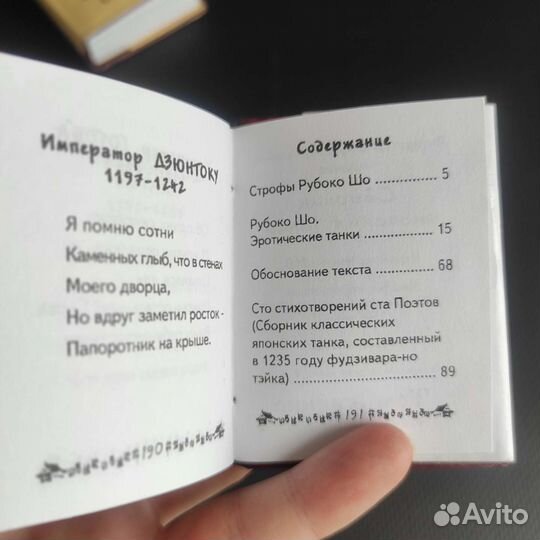 Император ДЗЮНТОКУ
1197-1242
Я помню сотни
Каменных глыб, что в стенах
Моего дворца,
Но вдруг заметил росток -
Папоротник на крыше.
190
Содержание
Строфы Рубоко Шо 5
Рубоко Шо.
Эротические танки 15
Обоснование текста 68
Сто стихотворений ста Поэтов
(Сборник классических
японских танка, составленный
в 1235 году фудзивара-но
тэйка) 89
191
Avito